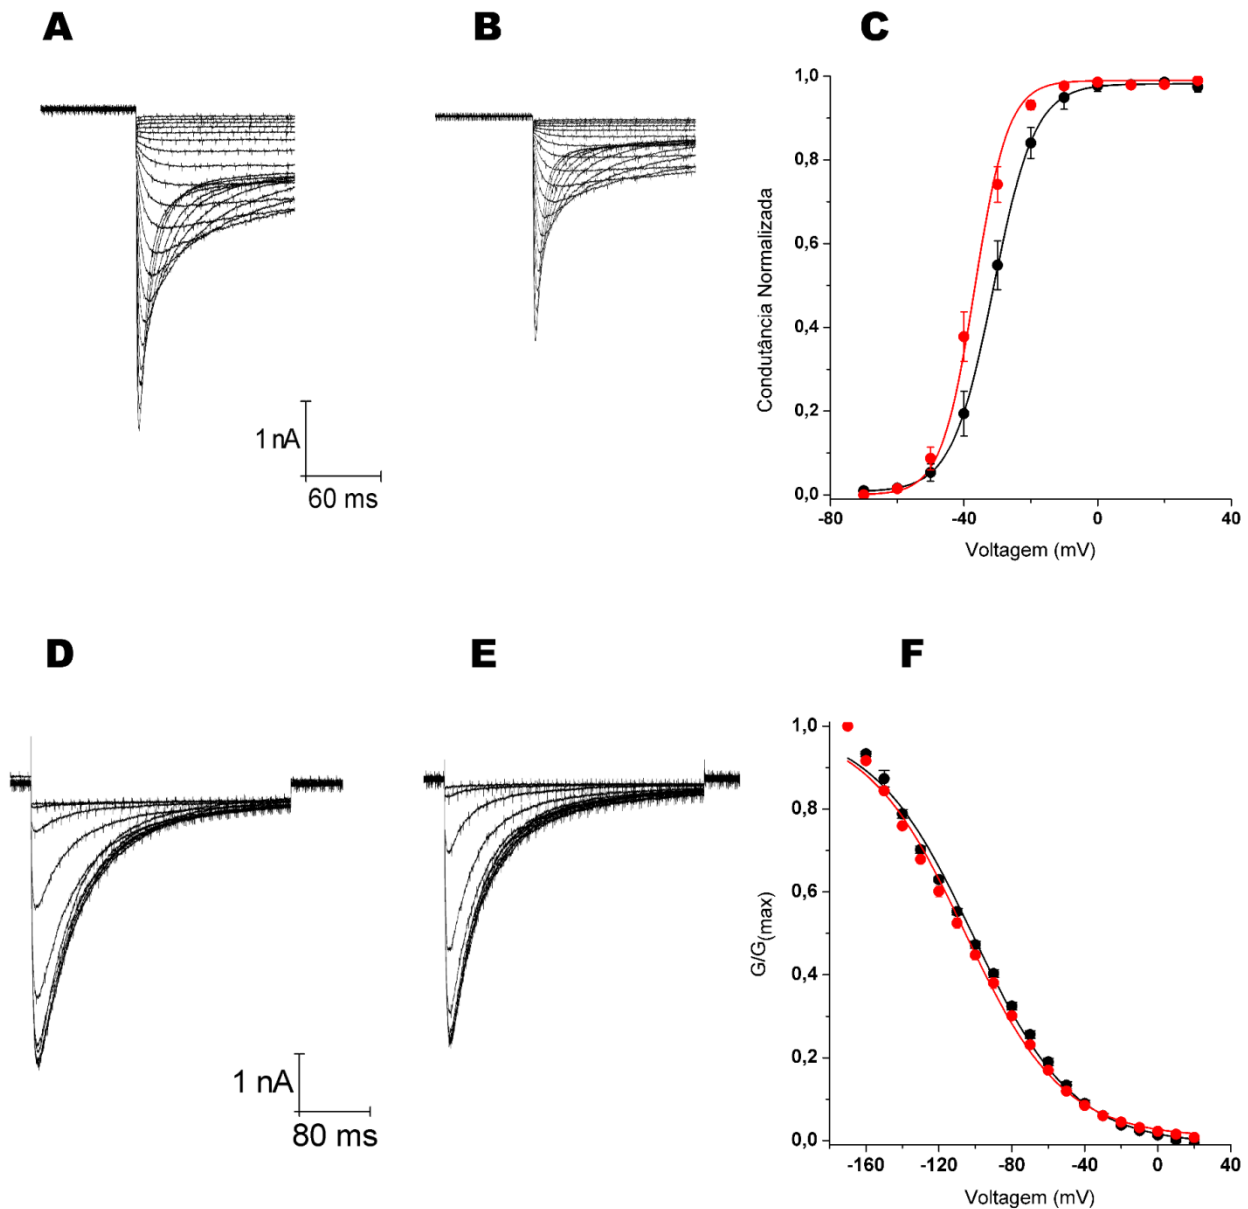 A
B
C
1 nA
60 ms
Condutância Normalizada
1,0
0,8
0,6
0,4
0,2
0,0
-80
-40
0
40
Voltagem (mV)
D
E
F
1 nA
80 ms
G/G(max)
1,0
0,8
0,6
0,4
0,2
0,0
-160
-120
-80
-40
0
40
Voltagem (mV)